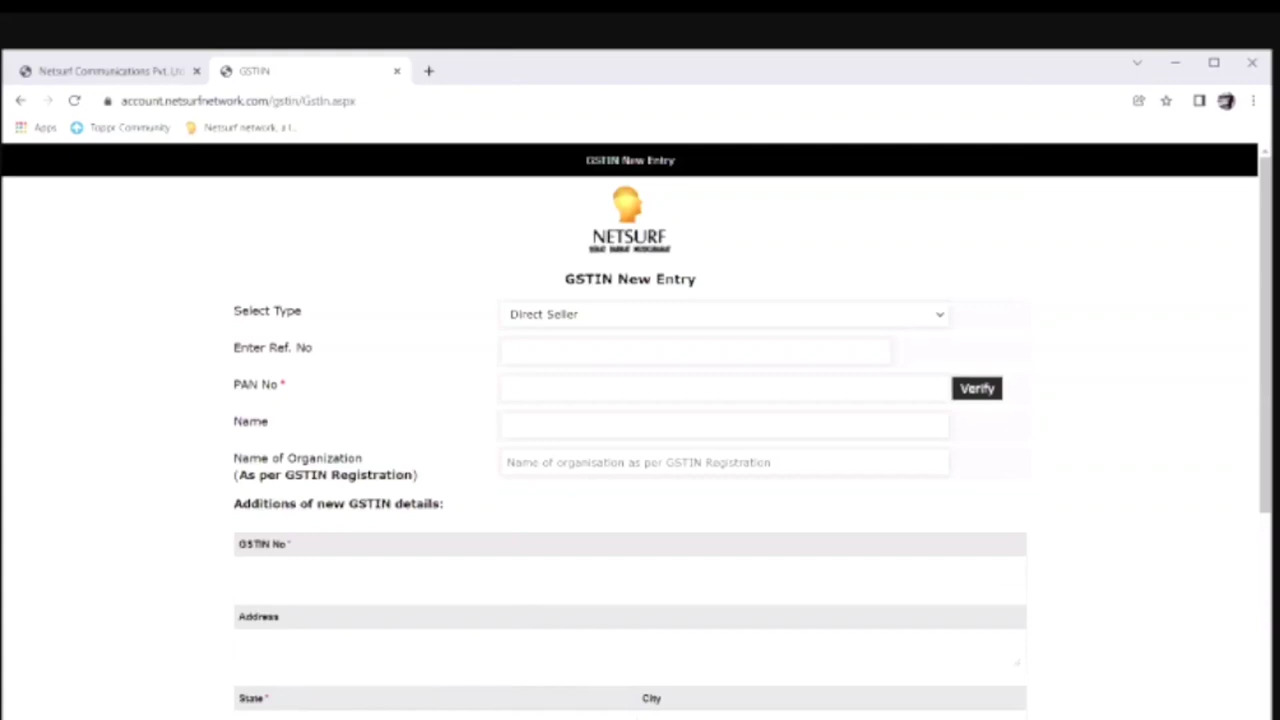 Netsurf Communications Pvt. Ltd
GSTIIN
account.netsurfnetwork.com/gstin/GstIn.aspx
Apps
Toppr Community
Netsurf network, a l..
GSTIN New Entry
NETSURF
GSTIN New Entry
Select Type
Direct Seller
Enter Ref. No
PAN No *
Verify
Name
Name of Organization
(As per GSTIN Registration)
Name of organisation as per GSTIN Registration
Additions of new GSTIN details:
GSTIN No *
Address
State * City